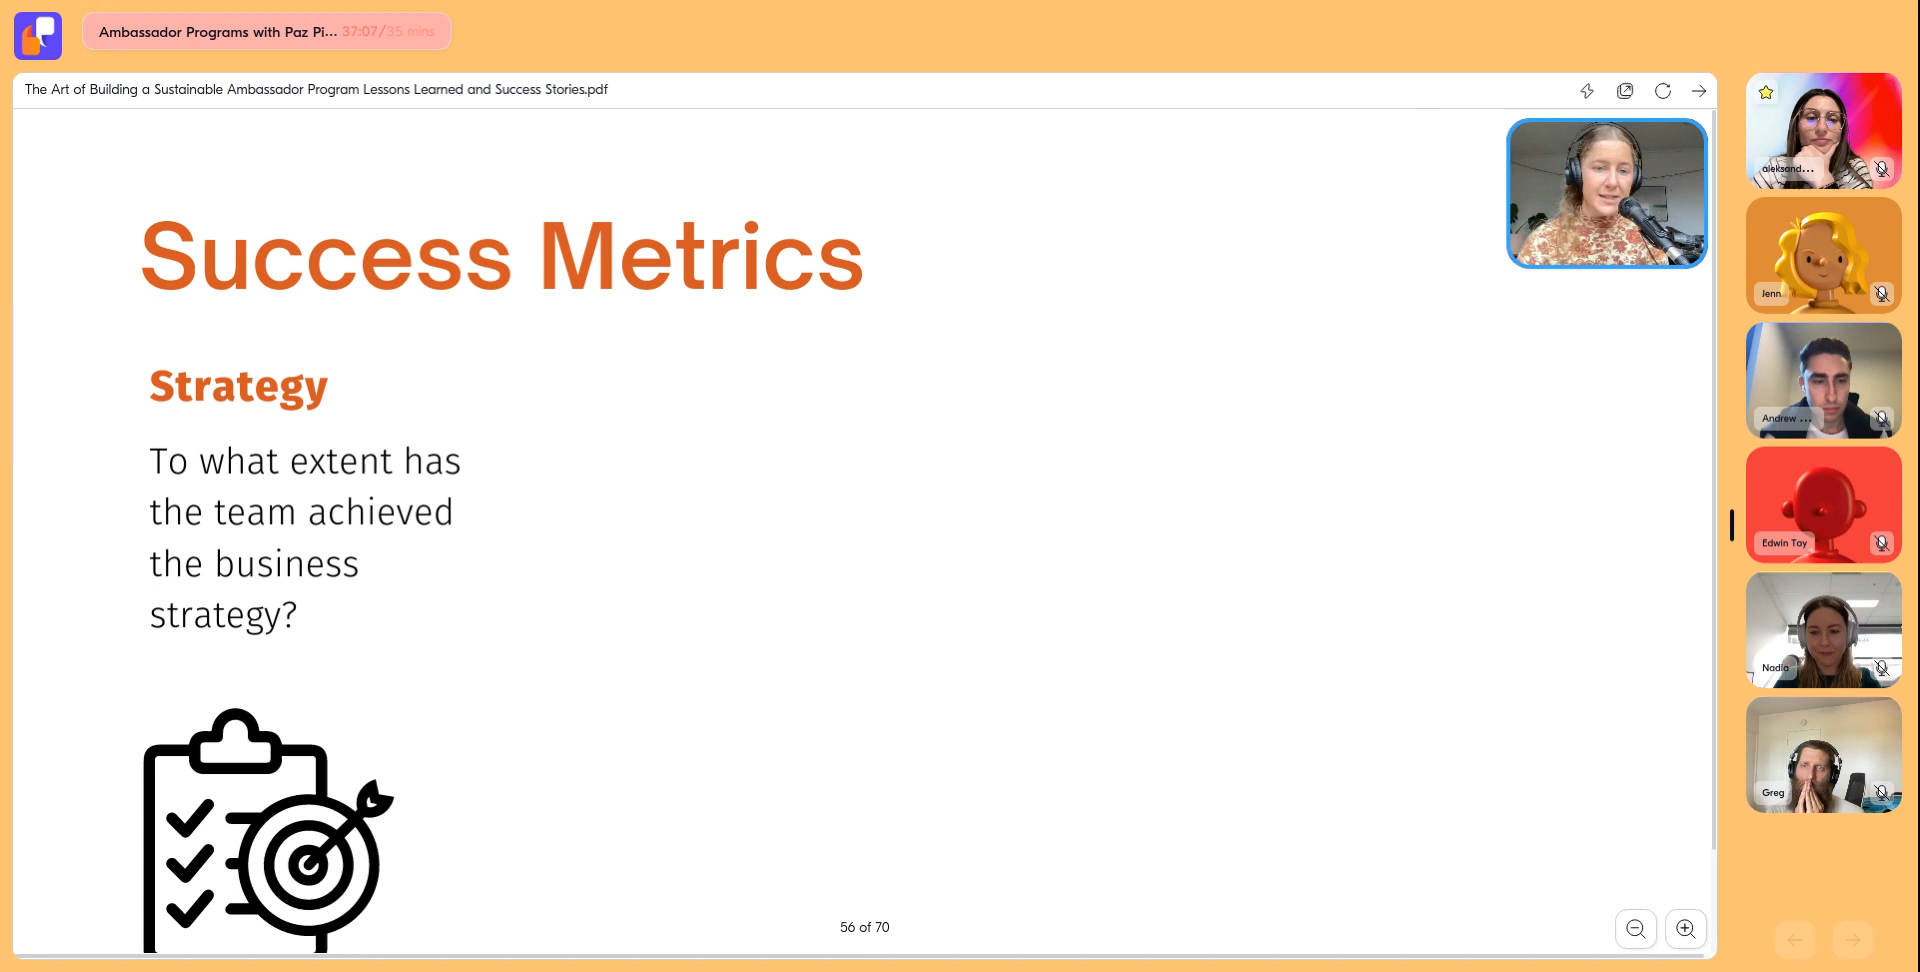 Ambassador Programs with Paz Pi... 37:07/35 mins
The Art of Building a Sustainable Ambassador Program Lessons Learned and Success Stories.pdf
Success Metrics
Strategy
To what extent has
the team achieved
the business
strategy?
56 of 70
aleksand...
Jenn
Andrew ...
Edwin Tay
Nadia
Greg